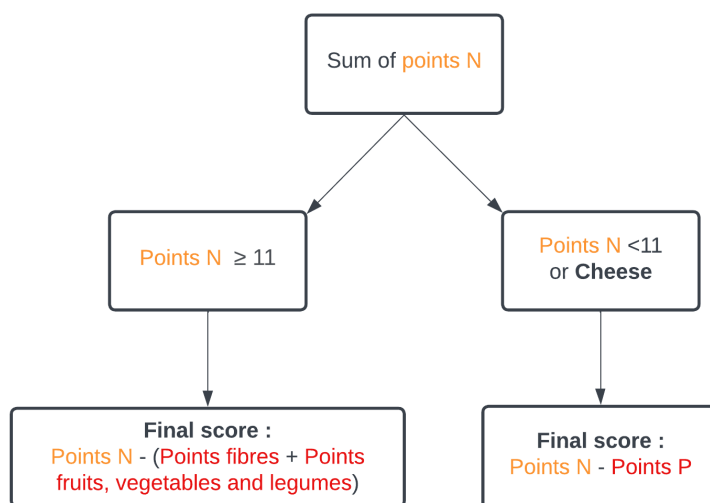 Sum of points N
Points N ≥ 11
Points N <11
or Cheese
Final score :
Points N - (Points fibres + Points
fruits, vegetables and legumes)
Final score :
Points N - Points P